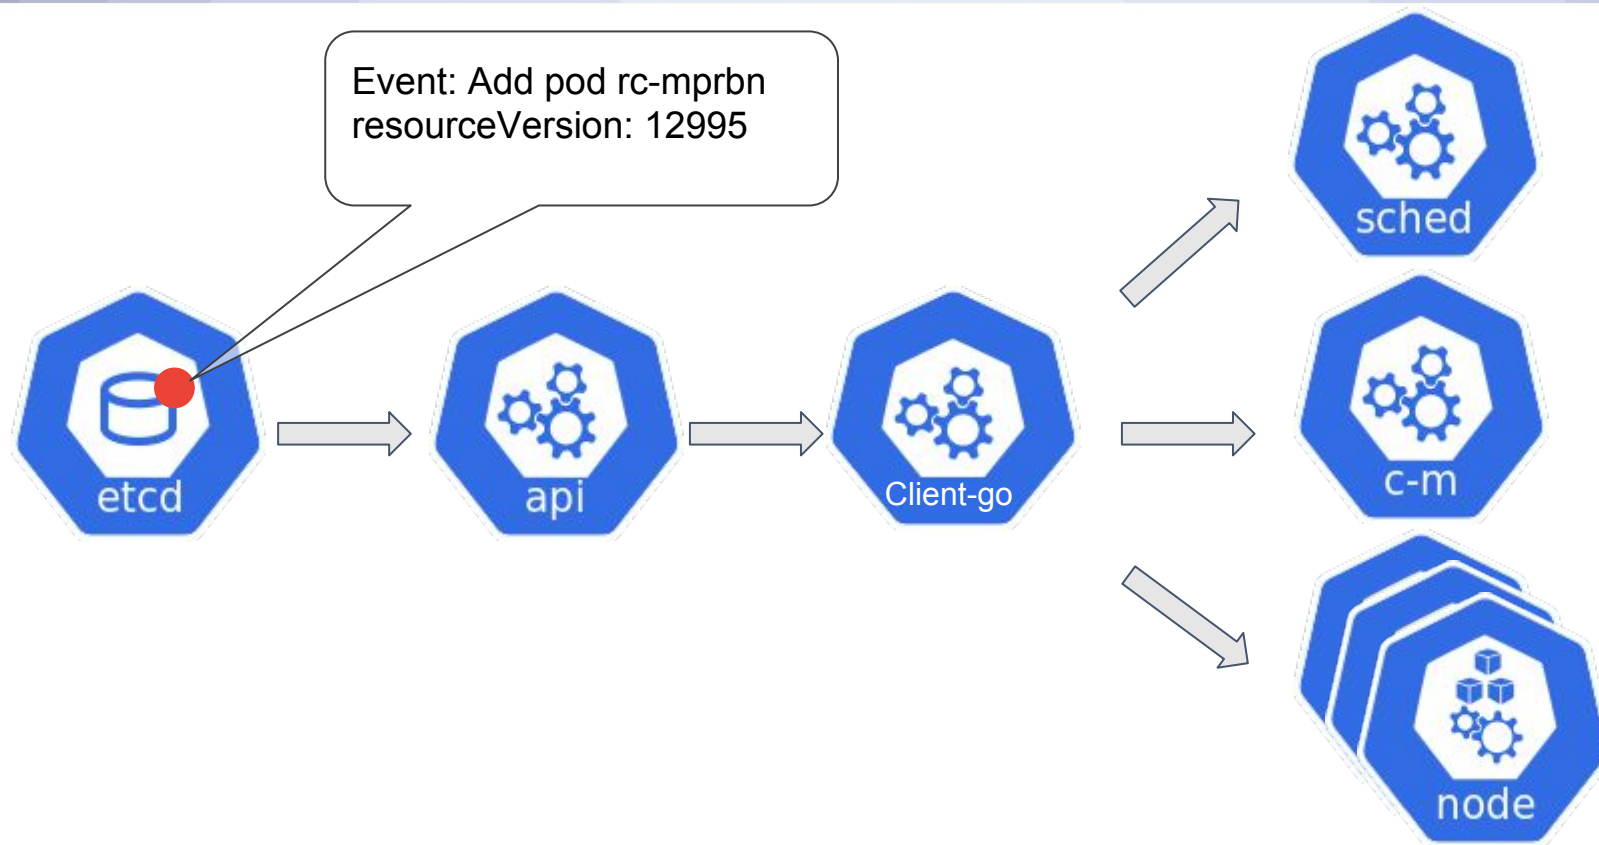 Event: Add pod rc-mprbn
resourceVersion: 12995
sched
etcd
api
Client-go
c-m
node